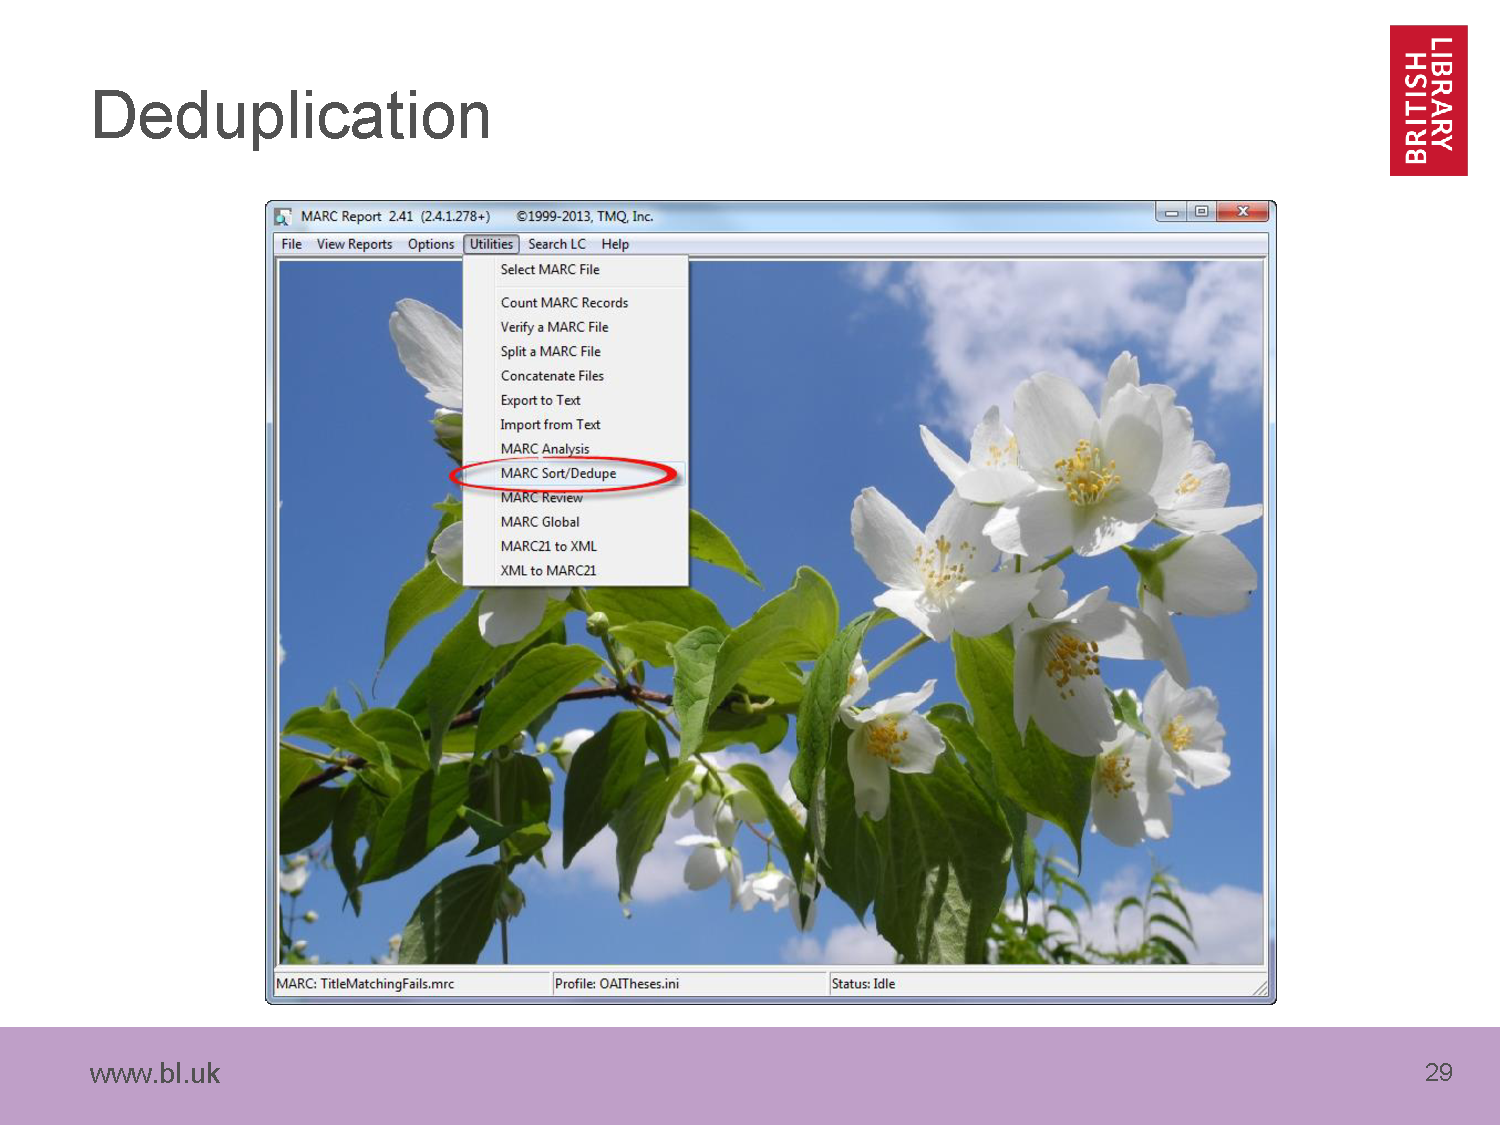 Deduplication
BRITISH
LIBRARY
MARC Report 2.41 (2.4.1.278+) ©1999-2013, TMQ, Inc.
File View Reports Options Utilities Search LC Help
Select MARC File
Count MARC Records
Verify a MARC File
Split a MARC File
Concatenate Files
Export to Text
Import from Text
MARC Analysis
MARC Sort/Dedupe
MARC Review
MARC Global
MARC21 to XML
XML to MARC21
MARC: TitleMatchingFails.mrc Profile: OAITheses.ini Status: Idle
www.bl.uk 29